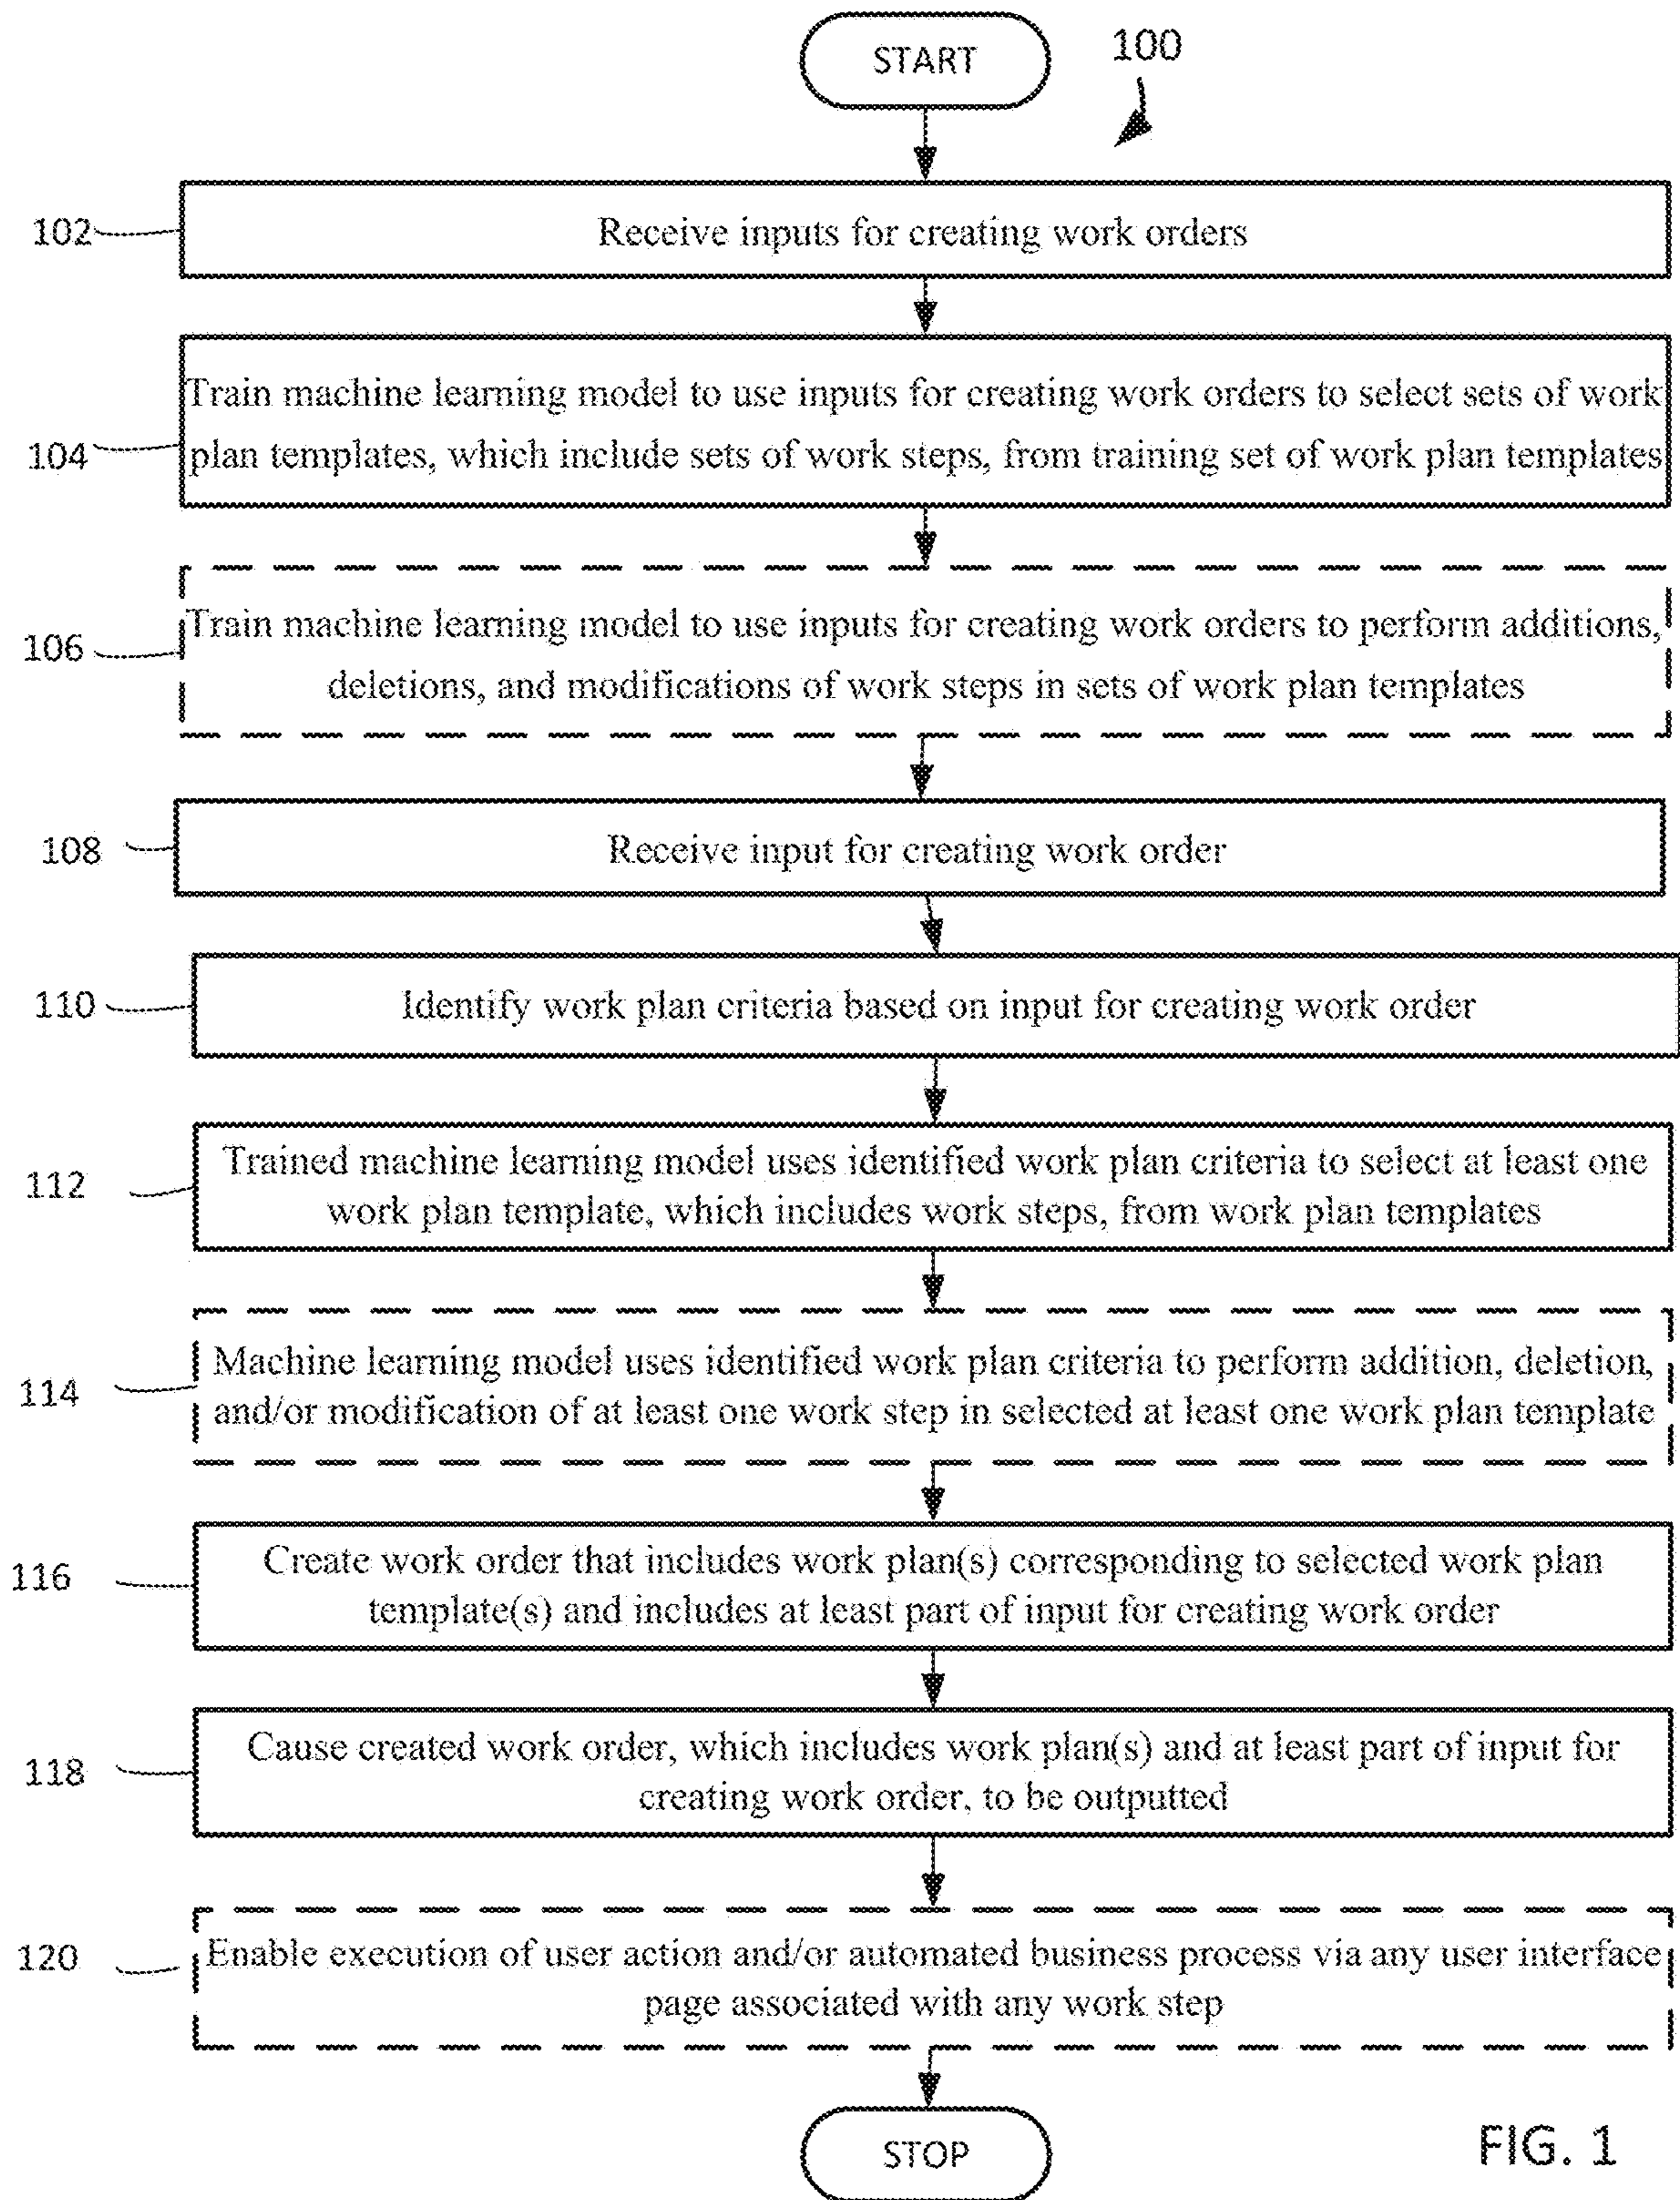 START
100
102
Receive inputs for creating work orders
Train machine learning model to use inputs for creating work orders to select sets of work
104
plan templates, which include sets of work steps, from training set of work plan templates
Train machine learning model to use inputs for creating work orders to perform additions,
106
deletions, and modifications of work steps in sets of work plan templates
108
Receive input for creating work order
110
Identify work plan criteria based on input for creating work order
Trained machine learning model uses identified work plan criteria to select at least one
112
work plan template, which includes work steps, from work plan templates
Machine learning model uses identified work plan criteria to perform addition, deletion,
114
and/or modification of at least one work step in selected at least one work plan template
Create work order that includes work plan(s) corresponding to selected work plan
116
template(s) and includes at least part of input for creating work order
Cause created work order, which includes work plan(s) and at least part of input for
118
creating work order, to be outputted
120
Enable execution of user action and/or automated business process via any user interface
page associated with any work step
STOP
FIG. 1